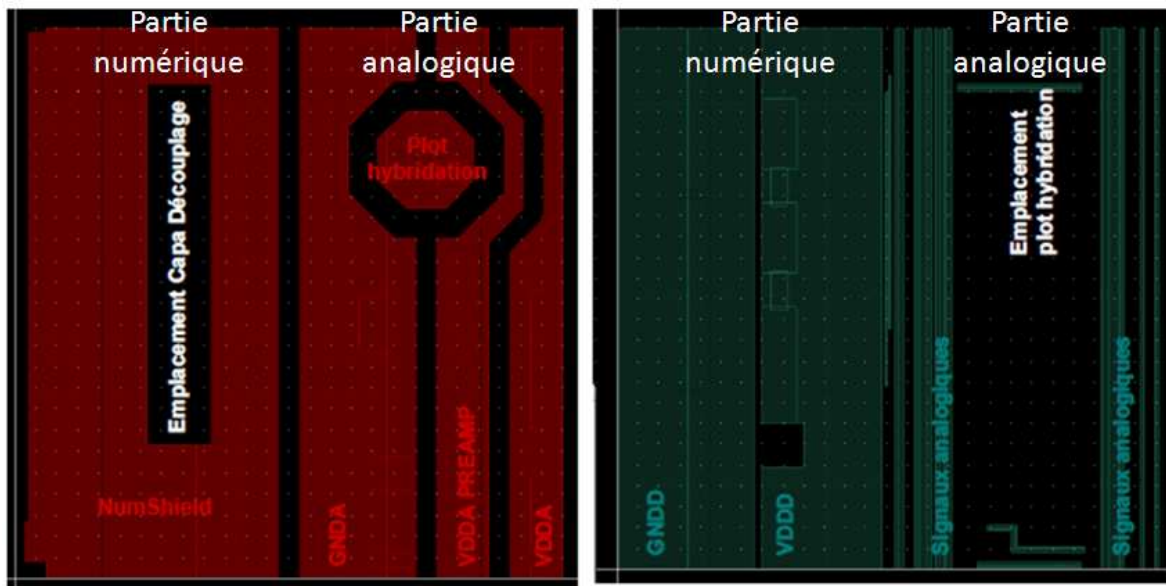 Partie
numérique
Partie
analogique
Emplacement Capa Découplage
Plot
hybridation
NumShield
GNDA
VDDA PREAMP
VDDA
Partie
numérique
Partie
analogique
Emplacement
plot hybridation
GNDD
VDDD
Signaux analogiques
Signaux analogiques